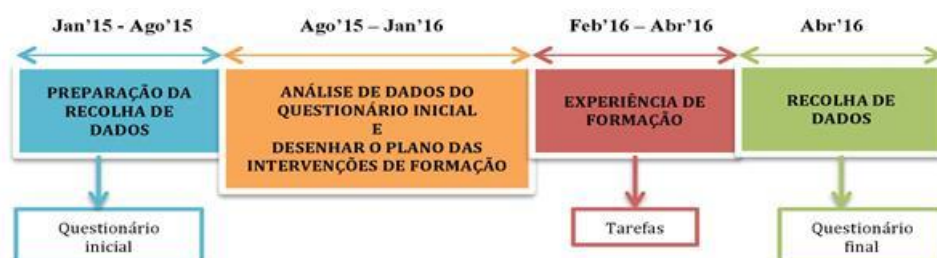 Jan'15 - Ago'15
Ago'15 – Jan'16
Feb'16 – Abr'16
Abr'16
PREPARAÇÃO DA
RECOLHA DE
DADOS
ANÁLISE DE DADOS DO
QUESTIONÁRIO INICIAL
E
DESENHAR O PLANO DAS
INTERVENÇÕES DE FORMAÇÃO
EXPERIÊNCIA DE
FORMAÇÃO
RECOLHA DE
DADOS
Questionário
inicial
Tarefas
Questionário
final